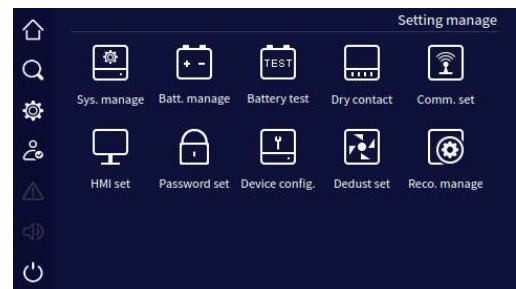 Setting manage
+ -
TEST
Sys. manage Batt. manage Battery test Dry contact Comm. set
HMI set Password set Device config. Dedust set Reco. manage